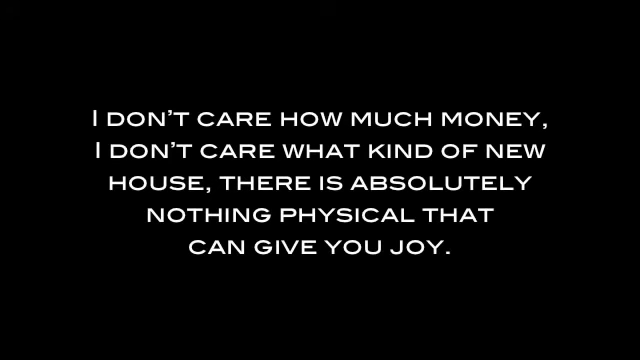 I DON'T CARE HOW MUCH MONEY,
I DON'T CARE WHAT KIND OF NEW
HOUSE, THERE IS ABSOLUTELY
NOTHING PHYSICAL THAT
CAN GIVE YOU JOY.